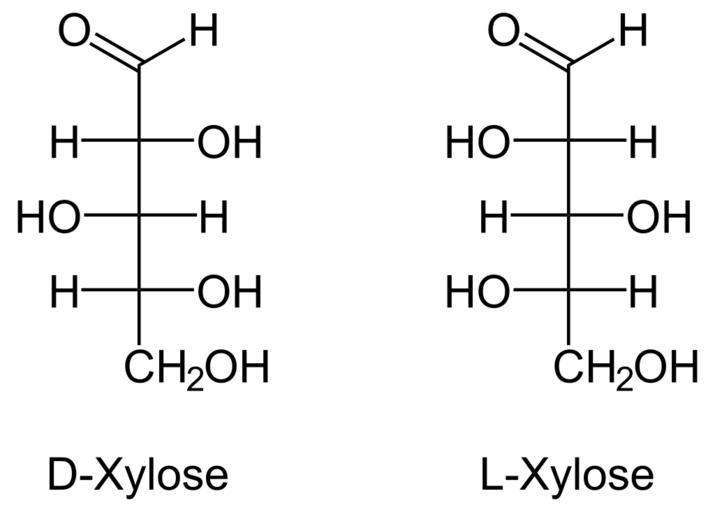 O H O H
H OH HO H
HO H H OH
H OH HO H
CH₂OH CH₂OH
D-Xylose L-Xylose